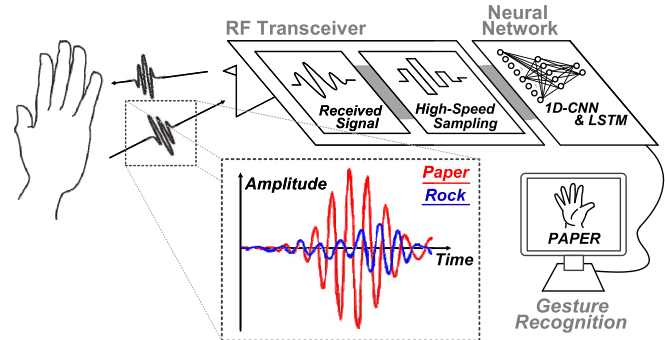 RF Transceiver
Neural
Network
Received
Signal
High-Speed
Sampling
1D-CNN
& LSTM
Amplitude
Paper
Rock
Time
PAPER
Gesture
Recognition